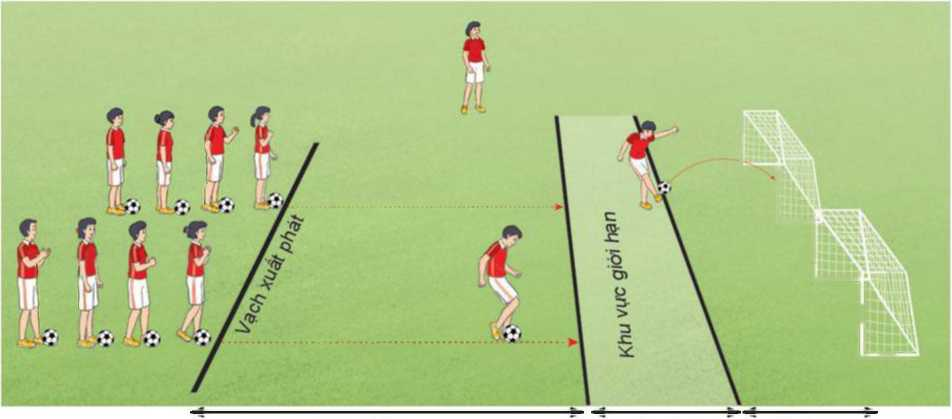 Vạch xuất phát
Khu vực giới hạn